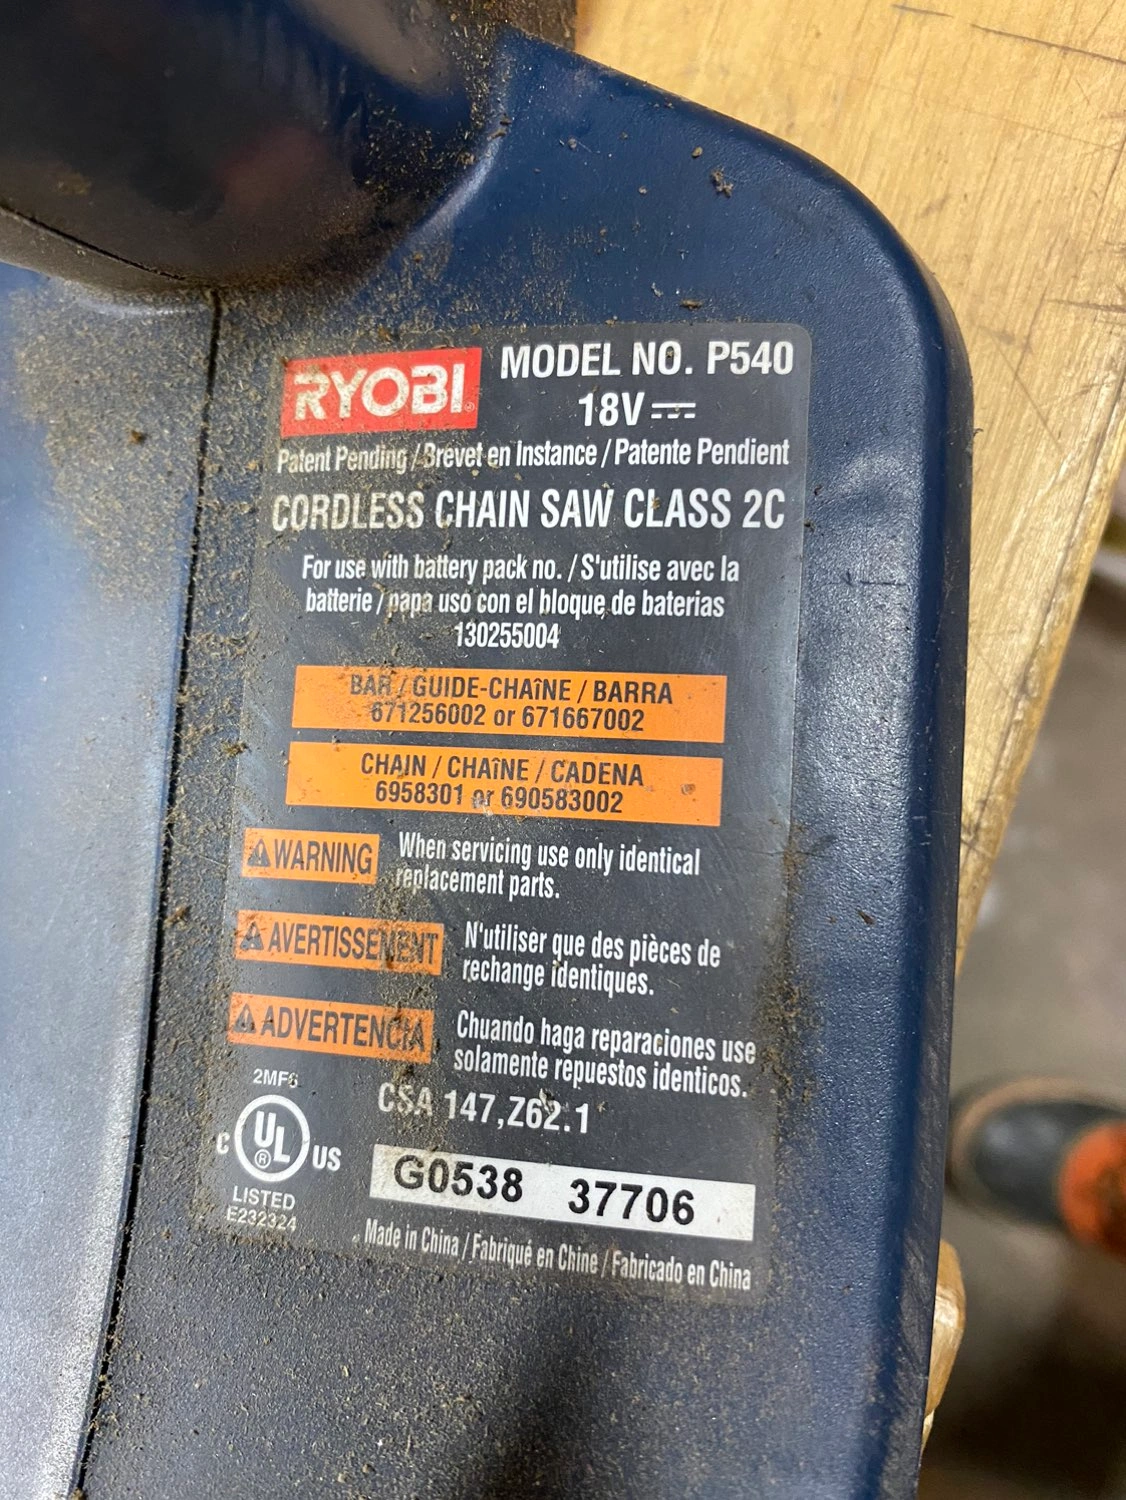 RYOBI
MODEL NO. P540
18V
Patent Pending / Brevet en Instance / Patente Pendient
CORDLESS CHAIN SAW CLASS 2C
For use with battery pack no. / S'utilise avec la
batterie / papa uso con el bloque de baterias
130255004
BAR / GUIDE-CHAÎNE / BARRA
671256002 or 671667002
CHAIN / CHAÎNE / CADENA
6958301 or 690583002
WARNING
When servicing use only identical
replacement parts.
AVERTISSEMENT
N'utiliser que des pièces de
rechange identiques.
ADVERTENCIA
Chuando haga reparaciones use
solamente repuestos identicos.
2MF6
CSA 147,Z62.1
C UL® US
LISTED
E232324
G0538 37706
Made in China / Fabriqué en Chine / Fabricado en China